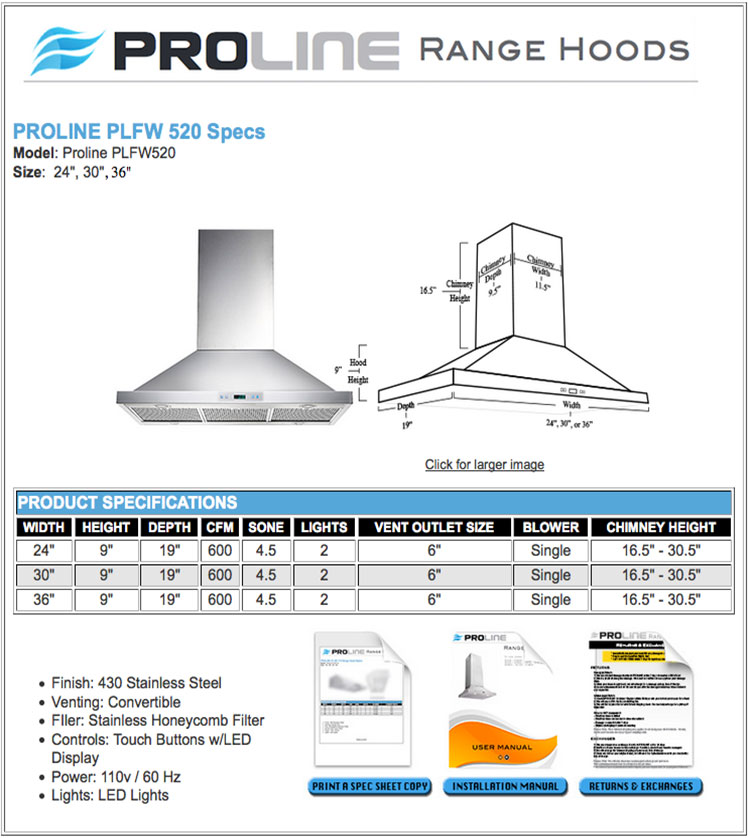 PROLINE RANGE HOODS
PROLINE PLFW 520 Specs
Model: Proline PLFW520
Size: 24", 30", 36"
Chimney Depth 9.5"
Chimney Width 11.5"
16.5" Chimney Height
9" Hood Height
Depth 19"
Width 24", 30", or 36"
Click for larger image
PRODUCT SPECIFICATIONS
WIDTH HEIGHT DEPTH CFM SONE LIGHTS VENT OUTLET SIZE BLOWER CHIMNEY HEIGHT
24" 9" 19" 600 4.5 2 6" Single 16.5" - 30.5"
30" 9" 19" 600 4.5 2 6" Single 16.5" - 30.5"
36" 9" 19" 600 4.5 2 6" Single 16.5" - 30.5"
• Finish: 430 Stainless Steel
• Venting: Convertible
• FIler: Stainless Honeycomb Filter
• Controls: Touch Buttons w/LED
Display
• Power: 110v / 60 Hz
• Lights: LED Lights
PROLINE RANGE
PROLINE RANGE
USER MANUAL
PROLINE
PRINT A SPEC SHEET COPY
INSTALLATION MANUAL
RETURNS & EXCHANGES